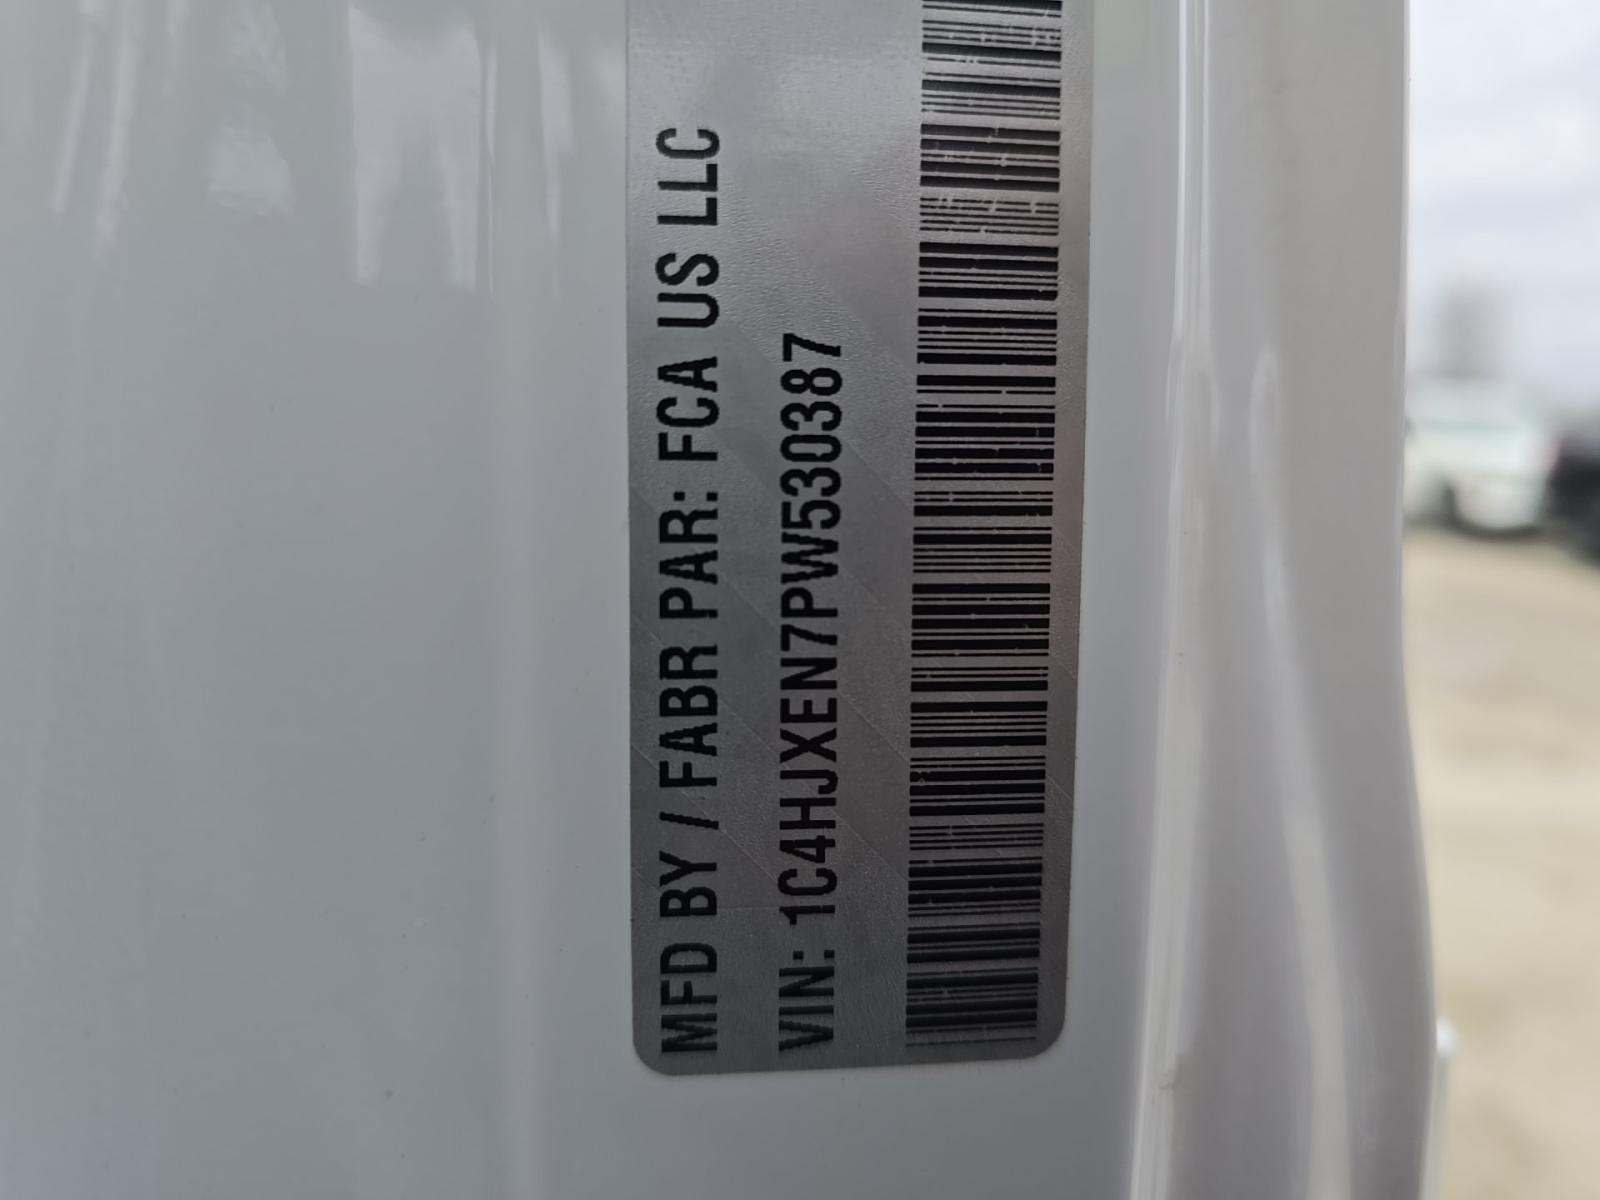 MFD BY / FABR PAR: FCA US LLC
VIN: 1C4HJXEN7PW530387